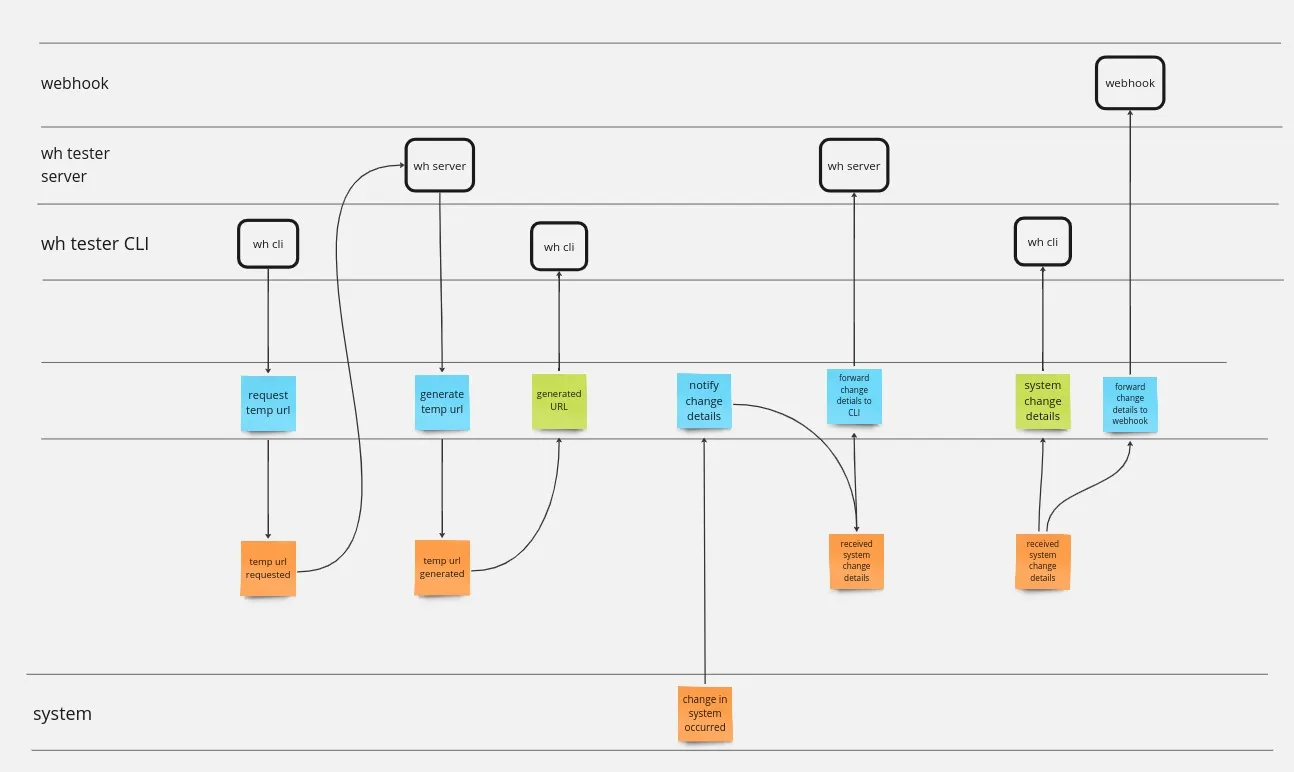 webhook
webhook
wh tester
server
wh server
wh server
wh tester CLI
wh cli
wh cli
wh cli
request
temp url
generate
temp url
generated
URL
notify
change
details
forward
change
detials to
CLI
system
change
details
forward
change
details to
webhook
temp url
requested
temp url
generated
received
system
change
details
received
system
change
details
system
change in
system
occurred